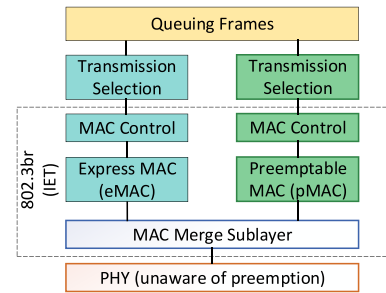 Queuing Frames
Transmission
Selection
Transmission
Selection
802.3br
(IET)
MAC Control
MAC Control
Express MAC
(eMAC)
Preemptable
MAC (pMAC)
MAC Merge Sublayer
PHY (unaware of preemption)